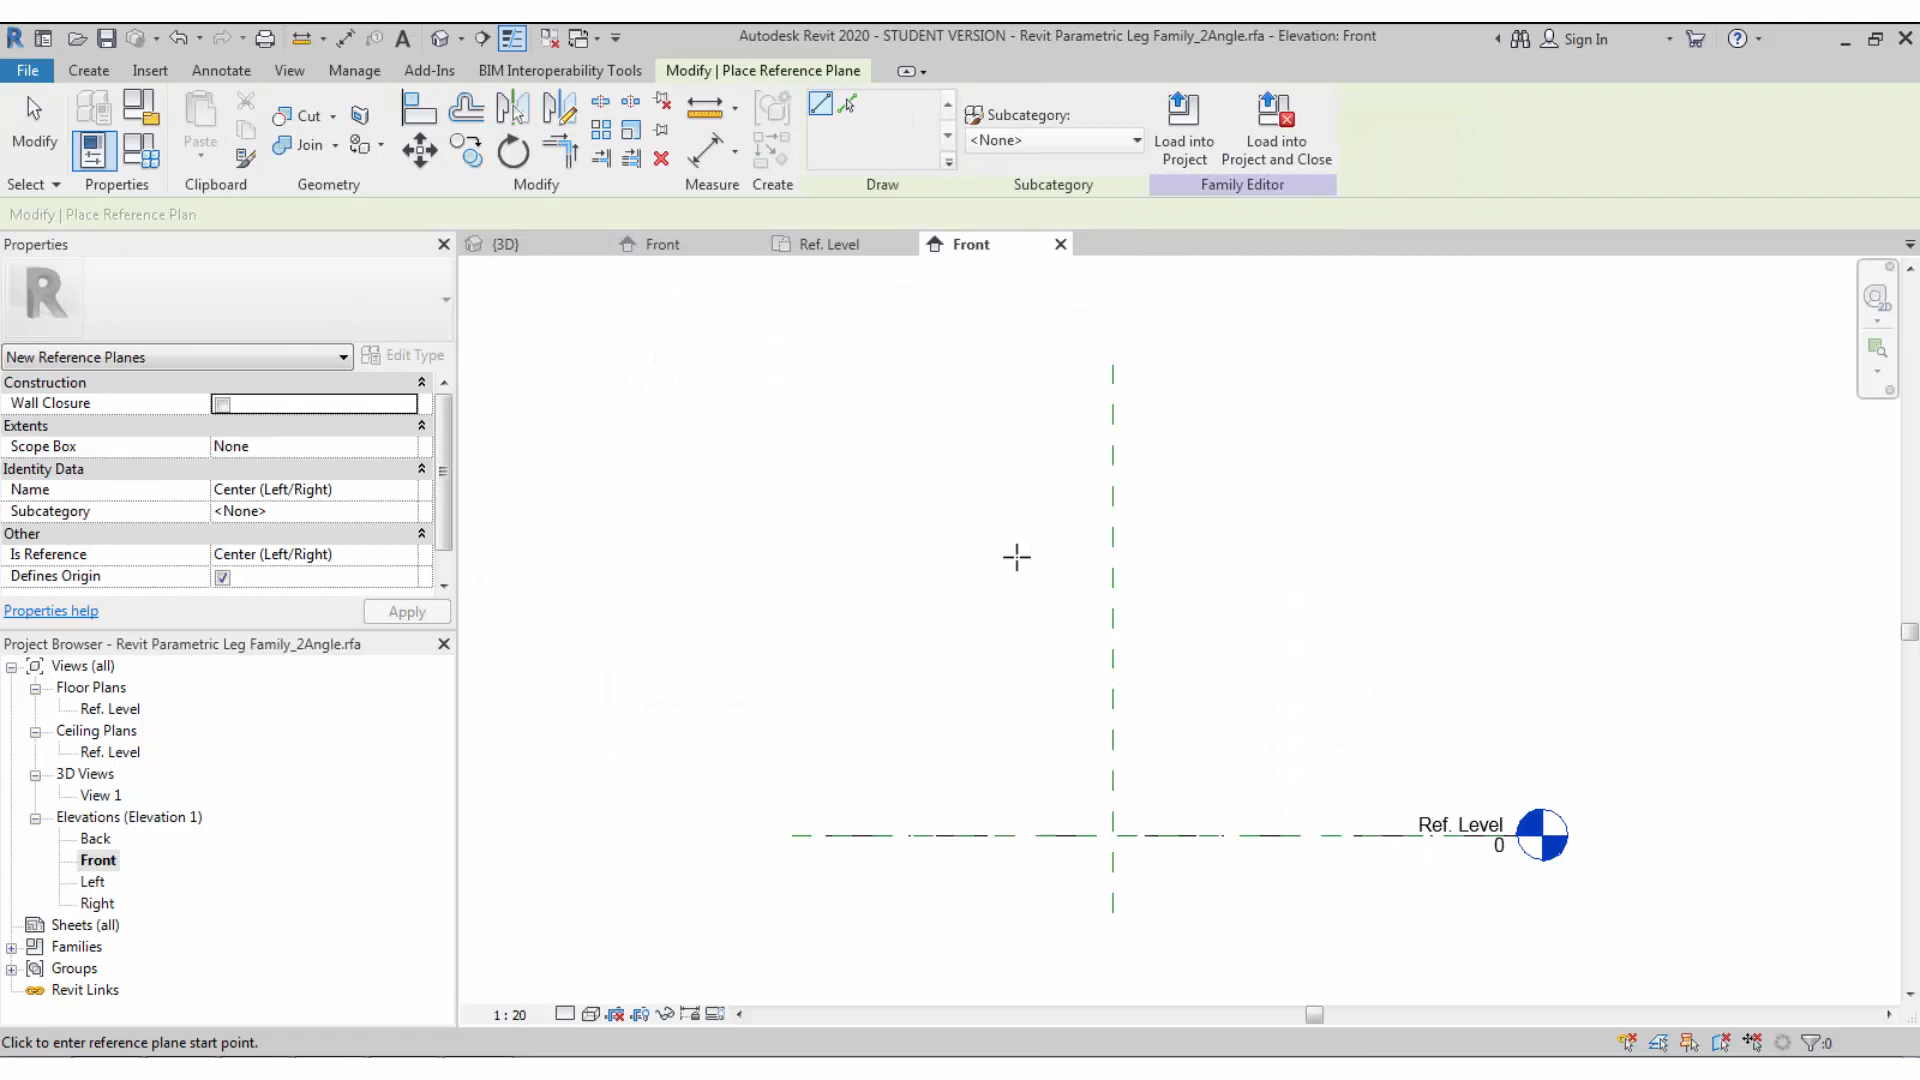 Autodesk Revit 2020 - STUDENT VERSION - Revit Parametric Leg Family_2Angle.rfa - Elevation: Front
Sign In
File Create Insert Annotate View Manage Add-Ins BIM Interoperability Tools Modify | Place Reference Plane
Modify
Paste
Cut
Join
Subcategory:
<None>
Load into
Project
Load into
Project and Close
Select Properties Clipboard Geometry Modify Measure Create Draw Subcategory Family Editor
Modify | Place Reference Plan
Properties
{3D} Front Ref. Level Front
R
New Reference Planes Edit Type
Construction
Wall Closure
Extents
Scope Box None
Identity Data
Name Center (Left/Right)
Subcategory <None>
Other
Is Reference Center (Left/Right)
Defines Origin
Properties help Apply
Project Browser - Revit Parametric Leg Family_2Angle.rfa
Views (all)
Floor Plans
Ref. Level
Ceiling Plans
Ref. Level
3D Views
View 1
Elevations (Elevation 1)
Back
Front
Left
Right
Sheets (all)
Families
Groups
Revit Links
Ref. Level
0
1 : 20
Click to enter reference plane start point.
:0